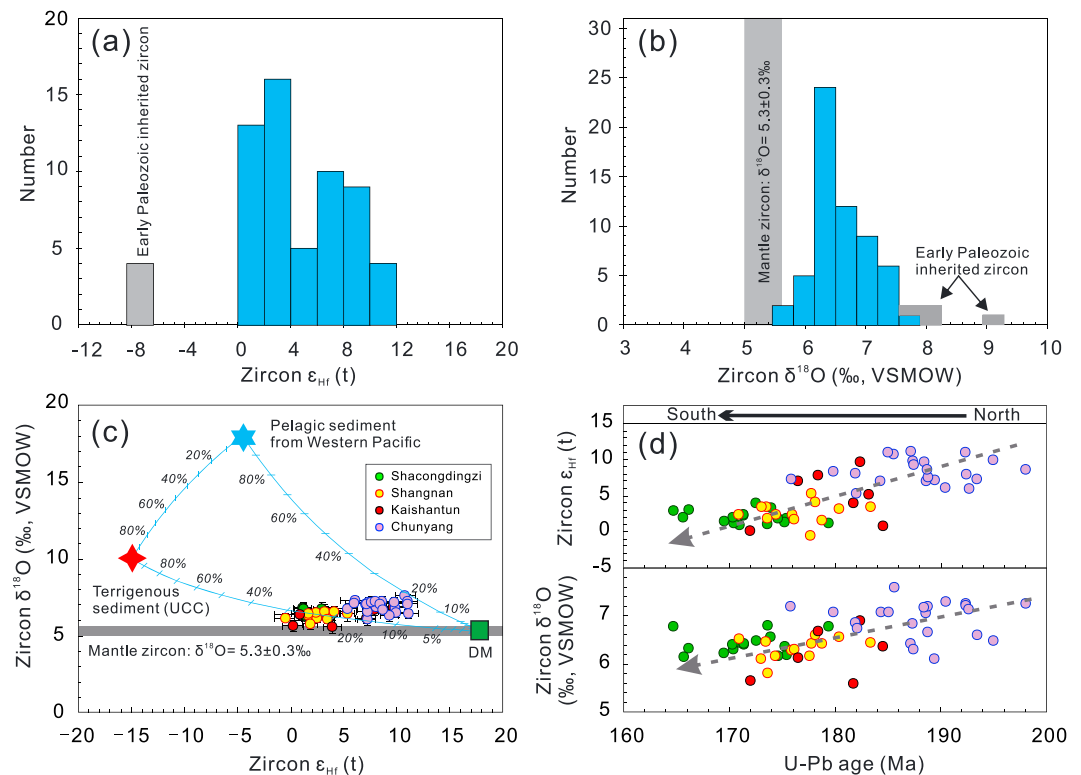 (a)
Number
20
15
10
5
0
Early Paleozoic inherited zircon
-12
-8
-4
0
4
8
12
16
20
Zircon εHf (t)
(b)
Number
30
25
20
15
10
5
0
Mantle zircon: δ¹⁸O= 5.3±0.3‰
Early Paleozoic
inherited zircon
3
4
5
6
7
8
9
10
Zircon δ¹⁸O (‰, VSMOW)
(c)
Zircon δ¹⁸O (‰, VSMOW)
20
15
10
5
0
Pelagic sediment
from Western Pacific
20%
40%
60%
80%
80%
60%
40%
20%
10%
80%
60%
40%
20%
10%
5%
Shacondingzi
Shangnan
Kaishantun
Chunyang
Terrigenous
sediment (UCC)
DM
Mantle zircon: δ¹⁸O= 5.3±0.3‰
−20
−15
−10
−5
0
5
10
15
20
Zircon εHf (t)
South
North
(d)
Zircon εHf (t)
15
10
5
0
-5
Zircon δ¹⁸O
(‰, VSMOW)
7
6
5
160
170
180
190
200
U-Pb age (Ma)